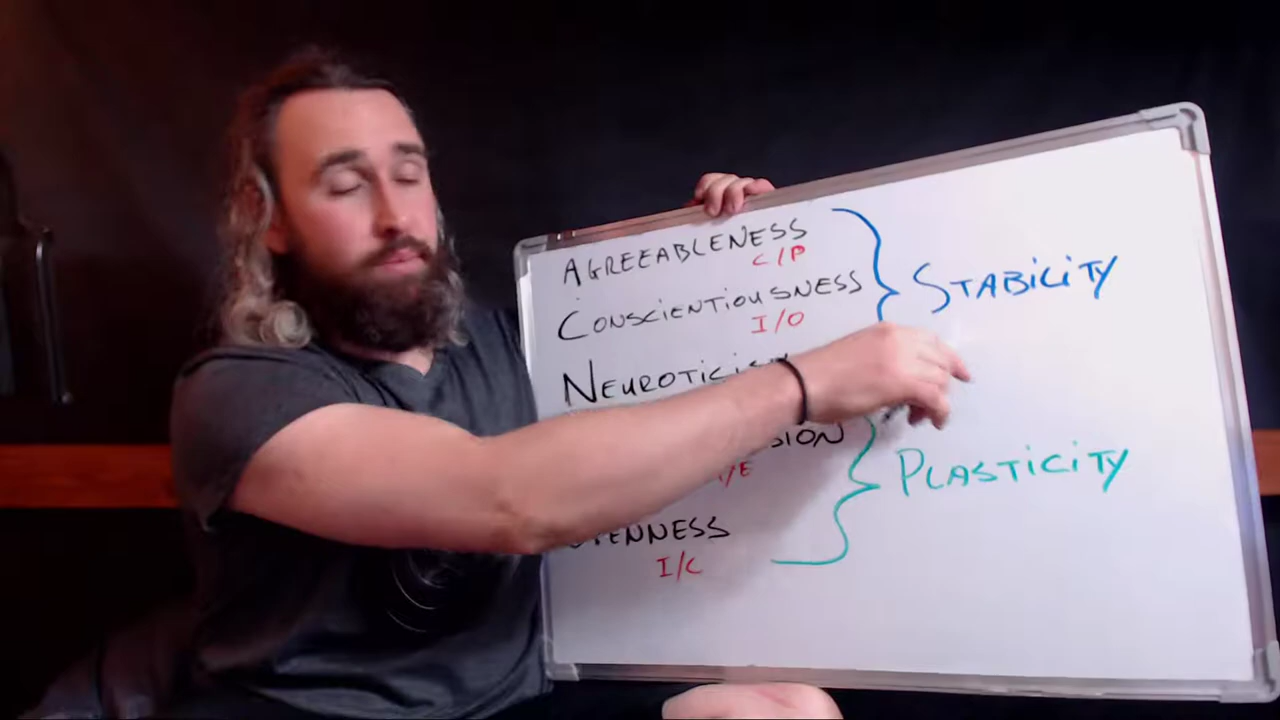 AGREEABLENESS
C/P
CONSCIENTIOUSNESS
I/O
STABILITY
PLASTICITY
I/C